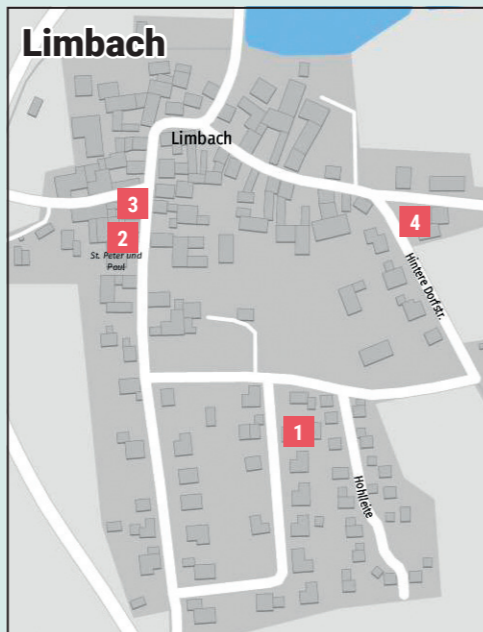 Limbach
Limbach
3
2
4
St. Peter und
Paul
Hintere Dorfstr.
1
Hohlleite